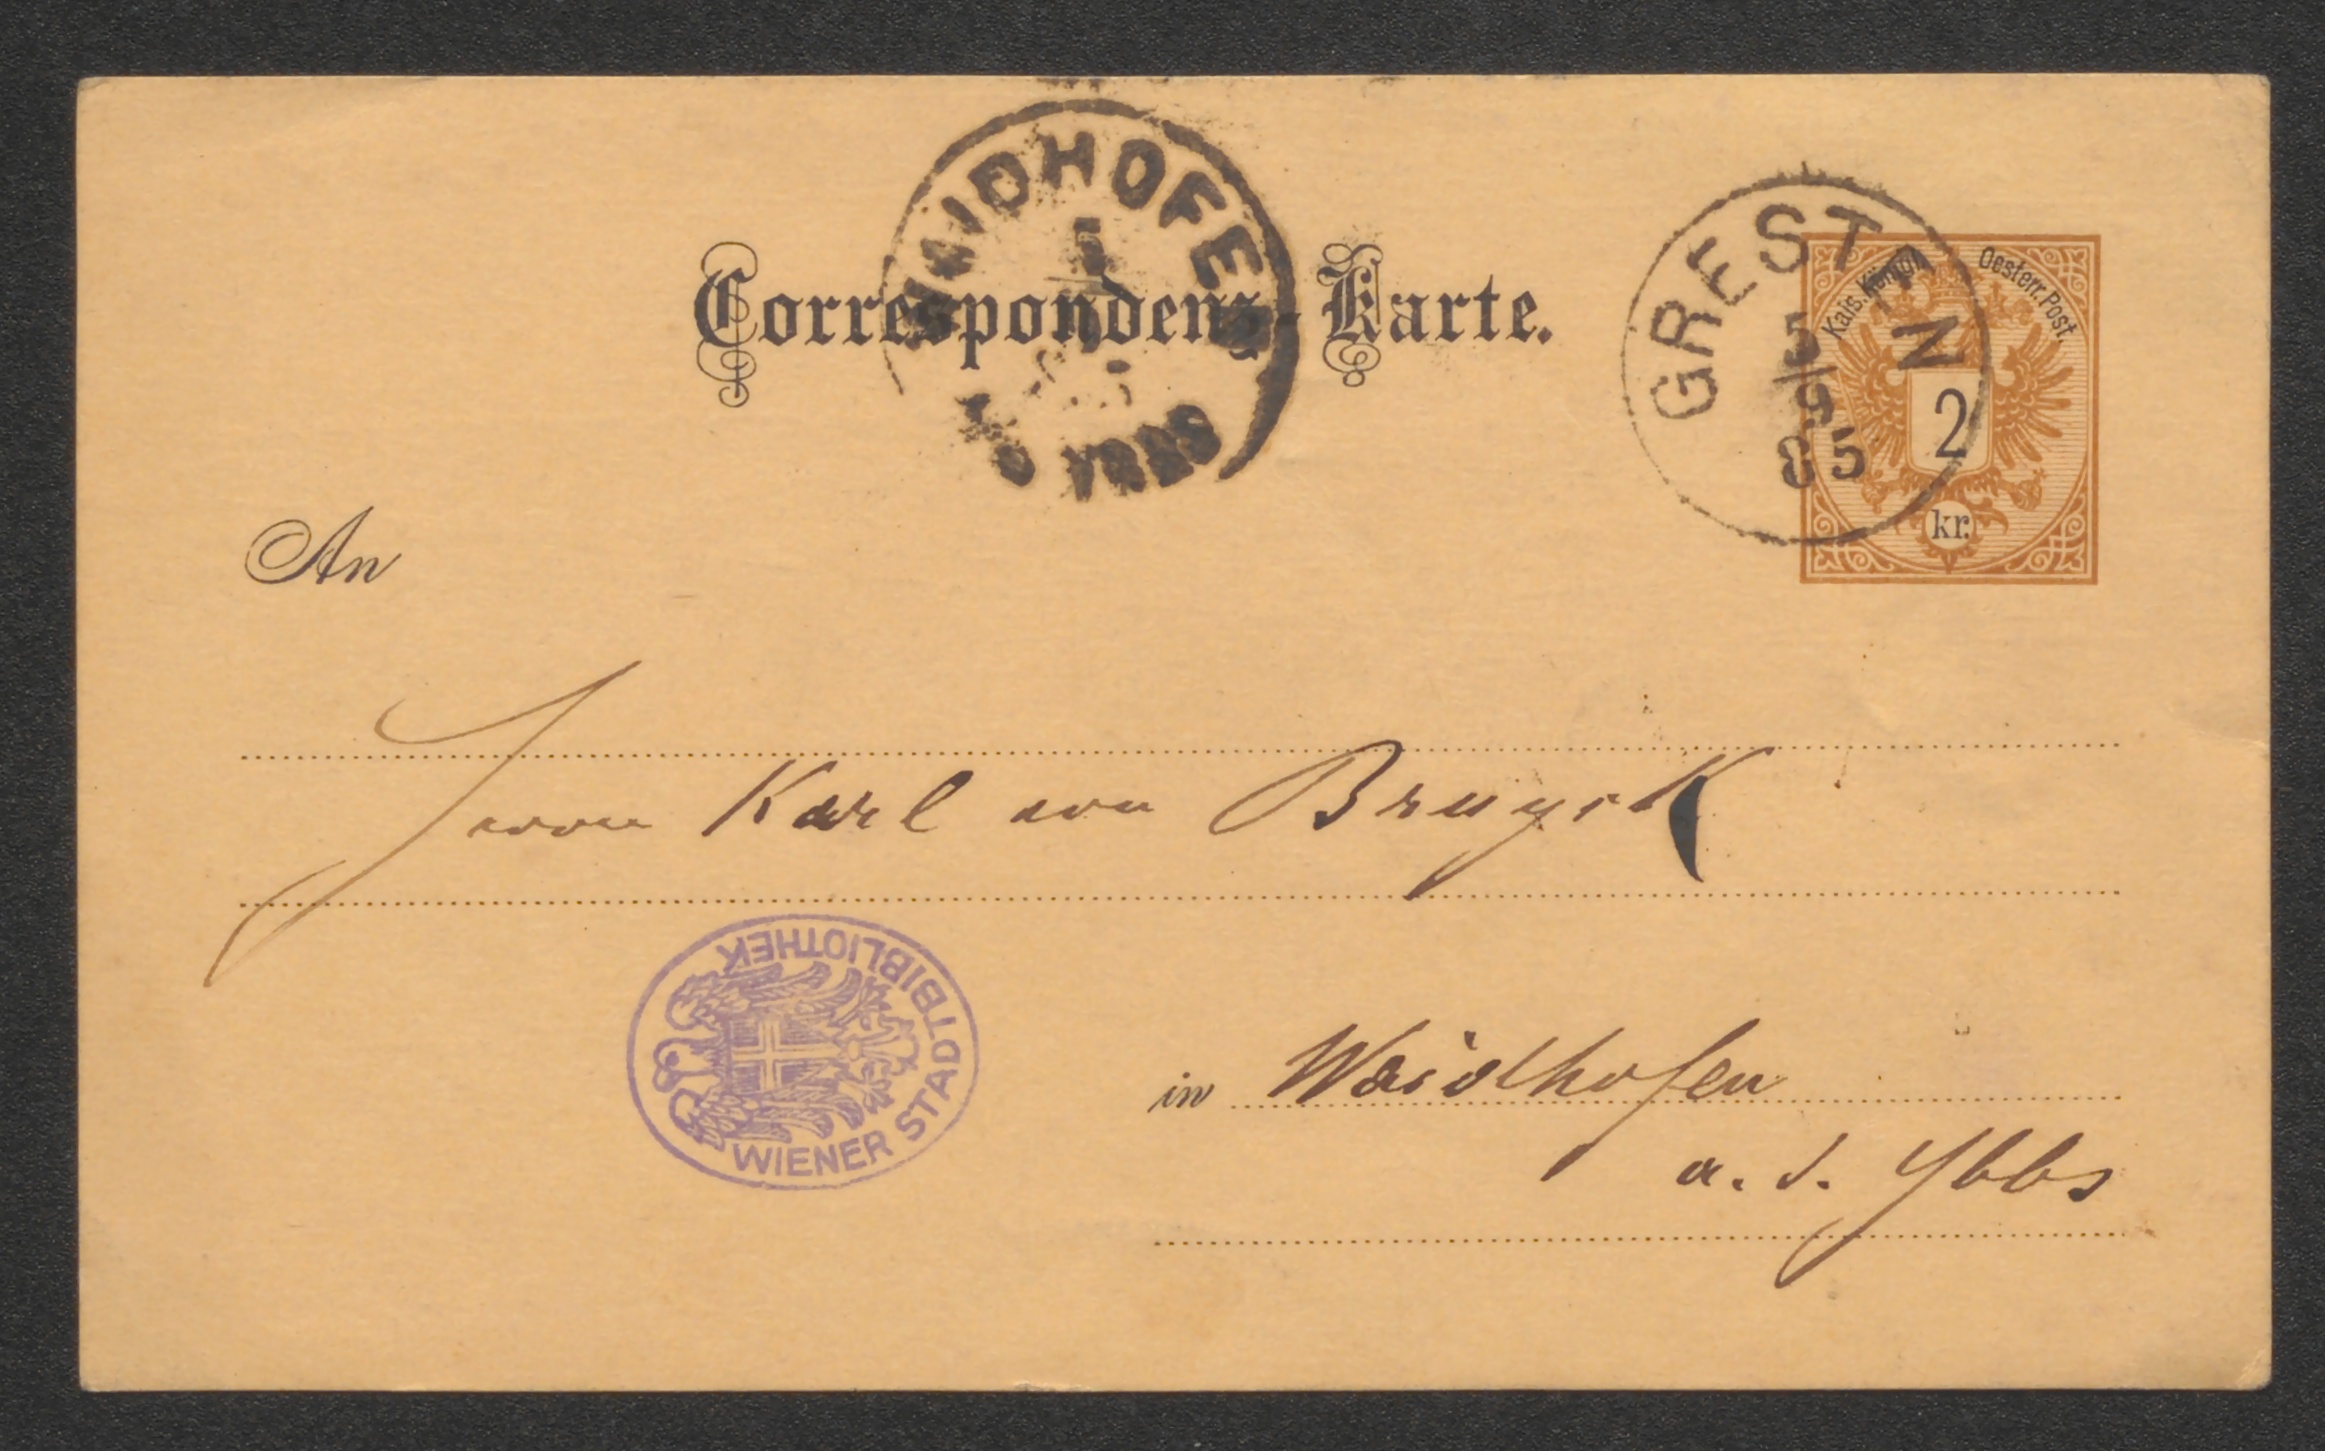 WAIDHOFEN
5
YBBS
Correspondenz-Karte.
GRESTEN
5
9
85
Kais. Königl. Oesterr. Post.
2
kr.
An
Herrn Karl von Bruyck
WIENER STADTBIBLIOTHEK
in Waidhofen
a. d. Ybbs